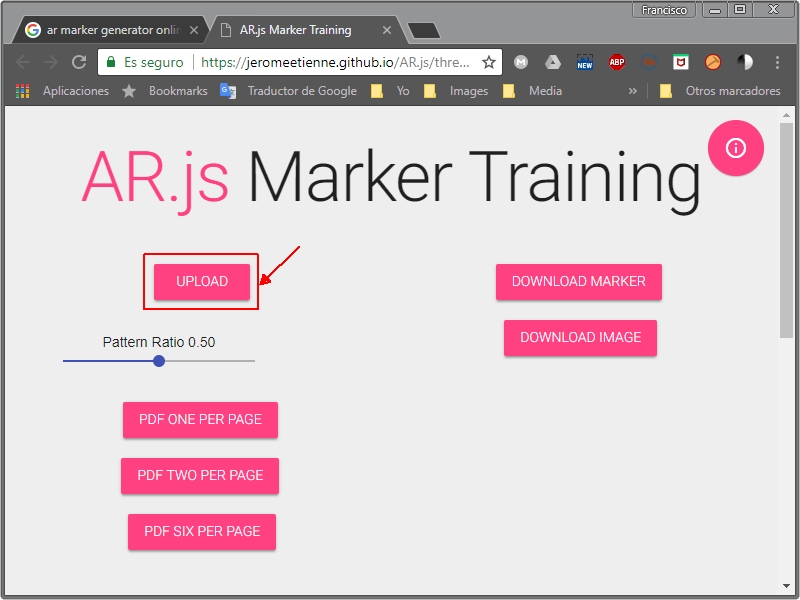 Francisco
ar marker generator onlin
AR.js Marker Training
Es seguro https://jeromeetienne.github.io/AR.js/thre...
M
NEW
ABP
Aplicaciones Bookmarks Traductor de Google Yo Images Media » Otros marcadores
AR.js Marker Training
UPLOAD
DOWNLOAD MARKER
Pattern Ratio 0.50
DOWNLOAD IMAGE
PDF ONE PER PAGE
PDF TWO PER PAGE
PDF SIX PER PAGE